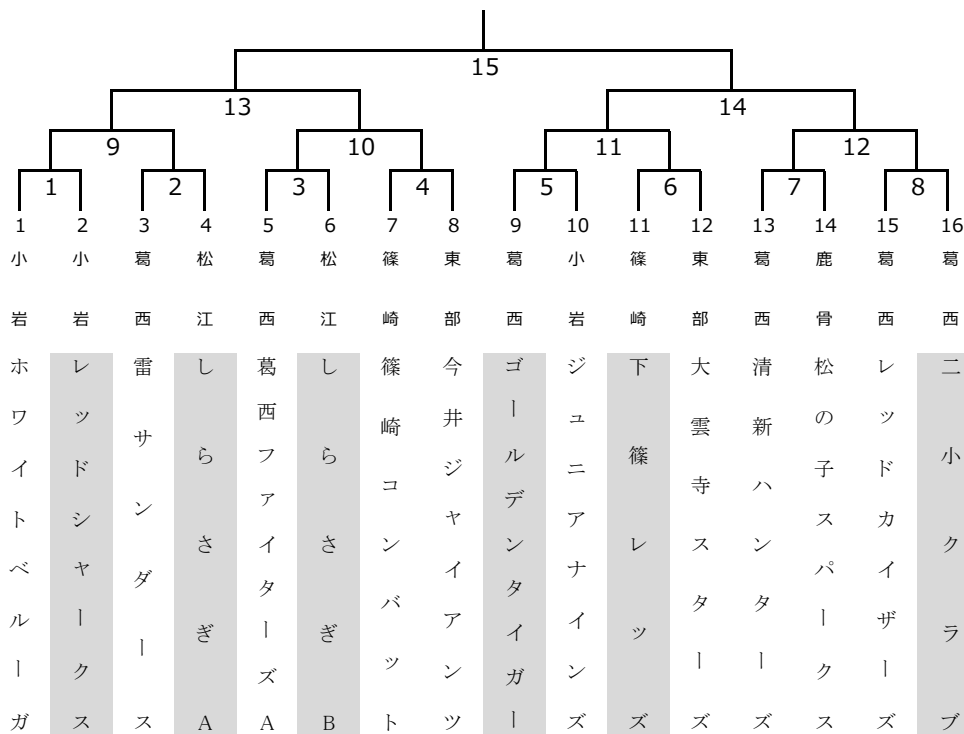 15
13 14
9 10 11 12
1 2 3 4 5 6 7 8
1 2 3 4 5 6 7 8 9 10 11 12 13 14 15 16
小岩
小岩
葛西
松江
葛西
松江
篠崎
東部
葛西
小岩
篠崎
東部
葛西
鹿骨
葛西
葛西
ホワイトベルーガ
レッドシャークス
雷サンダース
しらさぎA
葛西ファイターズA
しらさぎB
篠崎コンバット
今井ジャイアンツ
ゴールデンタイガー
ジュニアナインズ
下篠レッズ
大雲寺スターズ
清新ハンターズ
松の子スパークス
レッドカイザーズ
二小クラブ